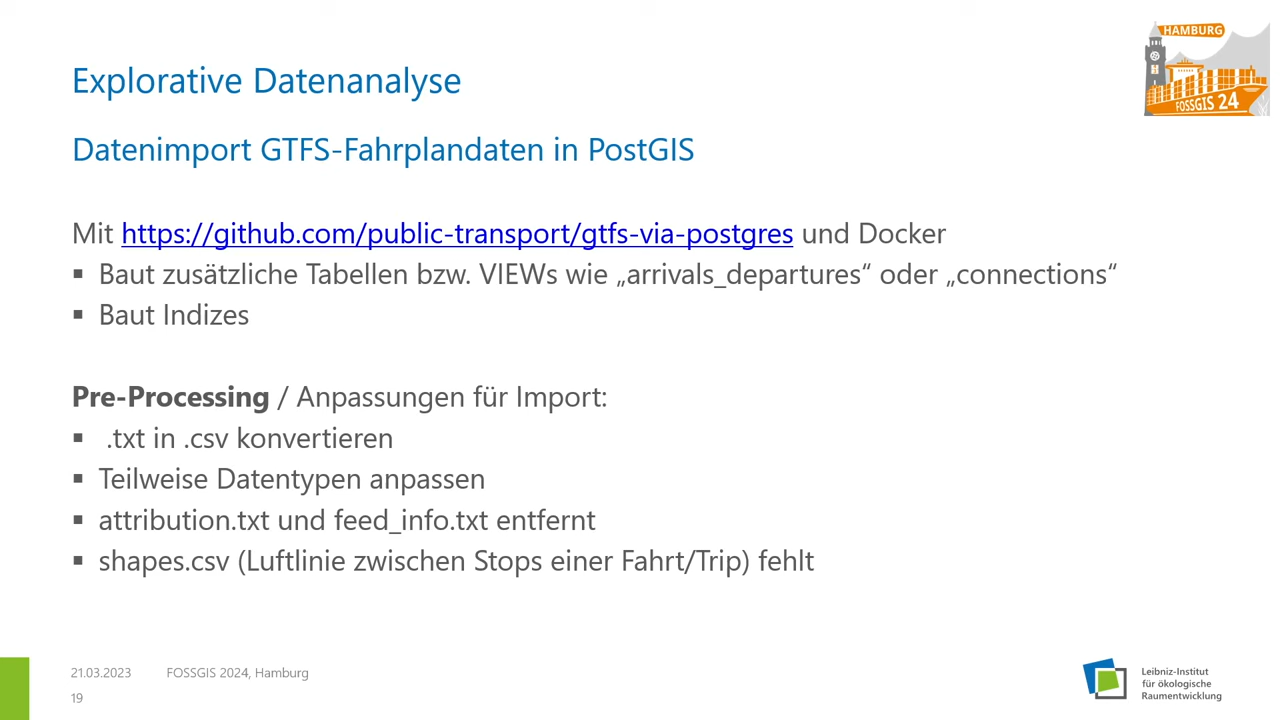 HAMBURG
FOSSGIS 24
Explorative Datenanalyse
Datenimport GTFS-Fahrplandaten in PostGIS
Mit https://github.com/public-transport/gtfs-via-postgres und Docker
▪ Baut zusätzliche Tabellen bzw. VIEWs wie „arrivals_departures“ oder „connections“
▪ Baut Indizes
Pre-Processing / Anpassungen für Import:
▪ .txt in .csv konvertieren
▪ Teilweise Datentypen anpassen
▪ attribution.txt und feed_info.txt entfernt
▪ shapes.csv (Luftlinie zwischen Stops einer Fahrt/Trip) fehlt
21.03.2023 FOSSGIS 2024, Hamburg
19
Leibniz-Institut
für ökologische
Raumentwicklung